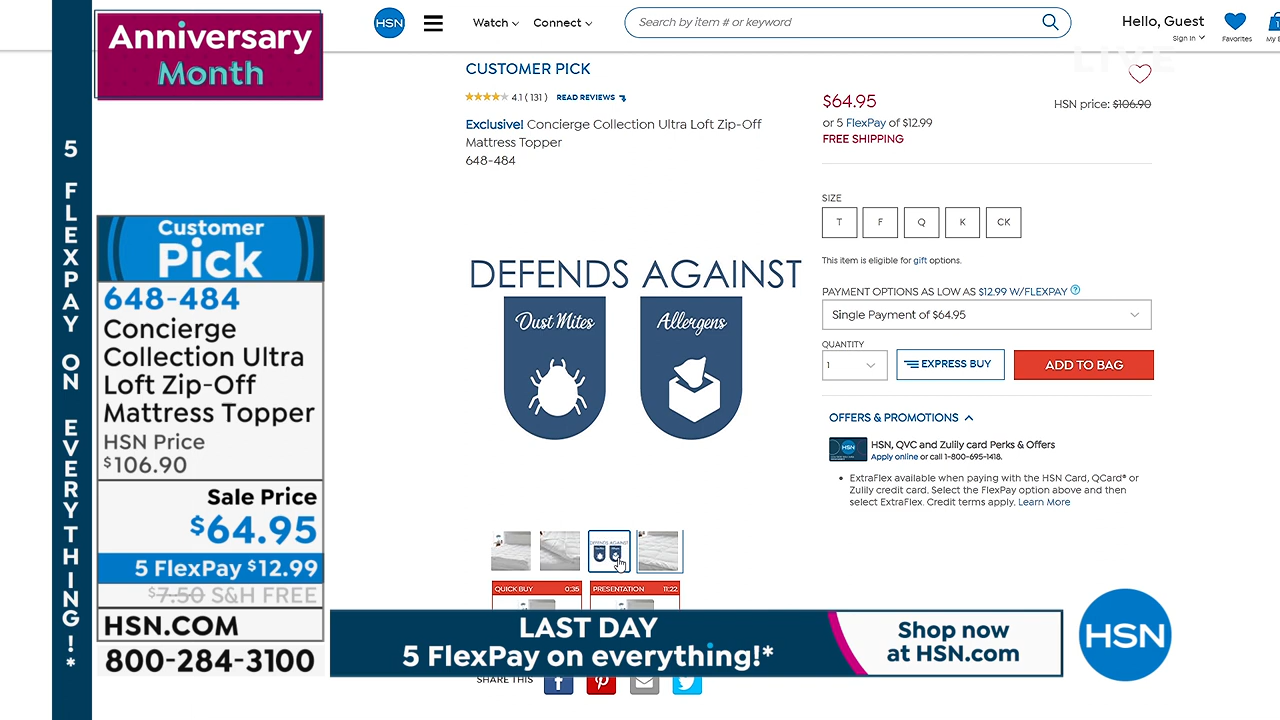 Anniversary
Month
5 FLEXPAY ON EVERYTHING!*
Customer
Pick
648-484
Concierge
Collection Ultra
Loft Zip-Off
Mattress Topper
HSN Price
$106.90
Sale Price
$64.95
5 FlexPay $12.99
$7.50 S&H FREE
HSN.COM
800-284-3100
HSN
Watch
Connect
Search by item # or keyword
Hello, Guest
Sign In
Favorites
LIVE
CUSTOMER PICK
4.1 (131) READ REVIEWS
Exclusive! Concierge Collection Ultra Loft Zip-Off
Mattress Topper
648-484
DEFENDS AGAINST
Dust Mites
Allergens
DEFENDS AGAINST
QUICK BUY 0:35
PRESENTATION 11:22
SHARE THIS
$64.95
HSN price: $106.90
or 5 FlexPay of $12.99
FREE SHIPPING
SIZE
T F Q K CK
This item is eligible for gift options.
PAYMENT OPTIONS AS LOW AS $12.99 W/FLEXPAY ?
Single Payment of $64.95
QUANTITY
1
EXPRESS BUY
ADD TO BAG
OFFERS & PROMOTIONS
HSN
HSN, QVC and Zulily card Perks & Offers
Apply online or call 1-800-695-1418.
• ExtraFlex available when paying with the HSN Card, QCard® or
Zulily credit card. Select the FlexPay option above and then
select ExtraFlex. Credit terms apply. Learn More
LAST DAY
5 FlexPay on everything!*
Shop now
at HSN.com
HSN